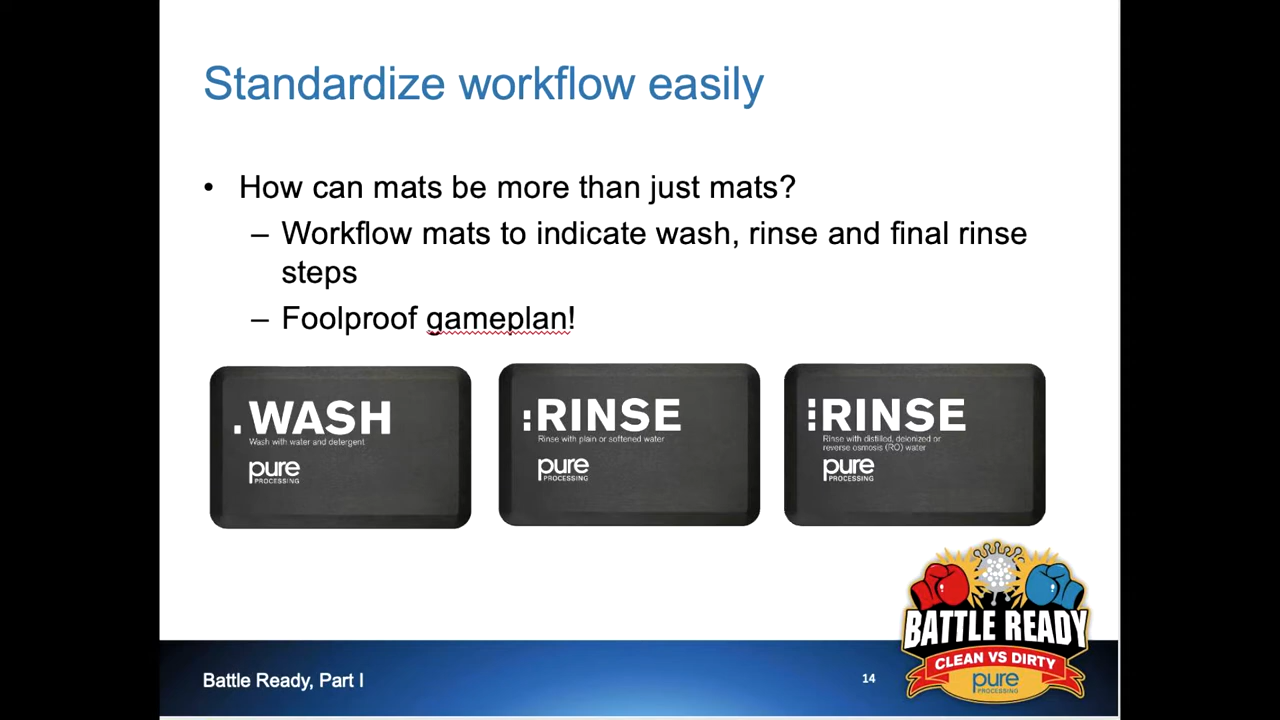 Standardize workflow easily
• How can mats be more than just mats?
– Workflow mats to indicate wash, rinse and final rinse
steps
– Foolproof gameplan!
.WASH
Wash with water and detergent
pure
PROCESSING
:RINSE
Rinse with plain or softened water
pure
PROCESSING
⋮RINSE
Rinse with distilled, deionized or
reverse osmosis (RO) water
pure
PROCESSING
BATTLE READY
CLEAN VS DIRTY
pure
PROCESSING
Battle Ready, Part I
14